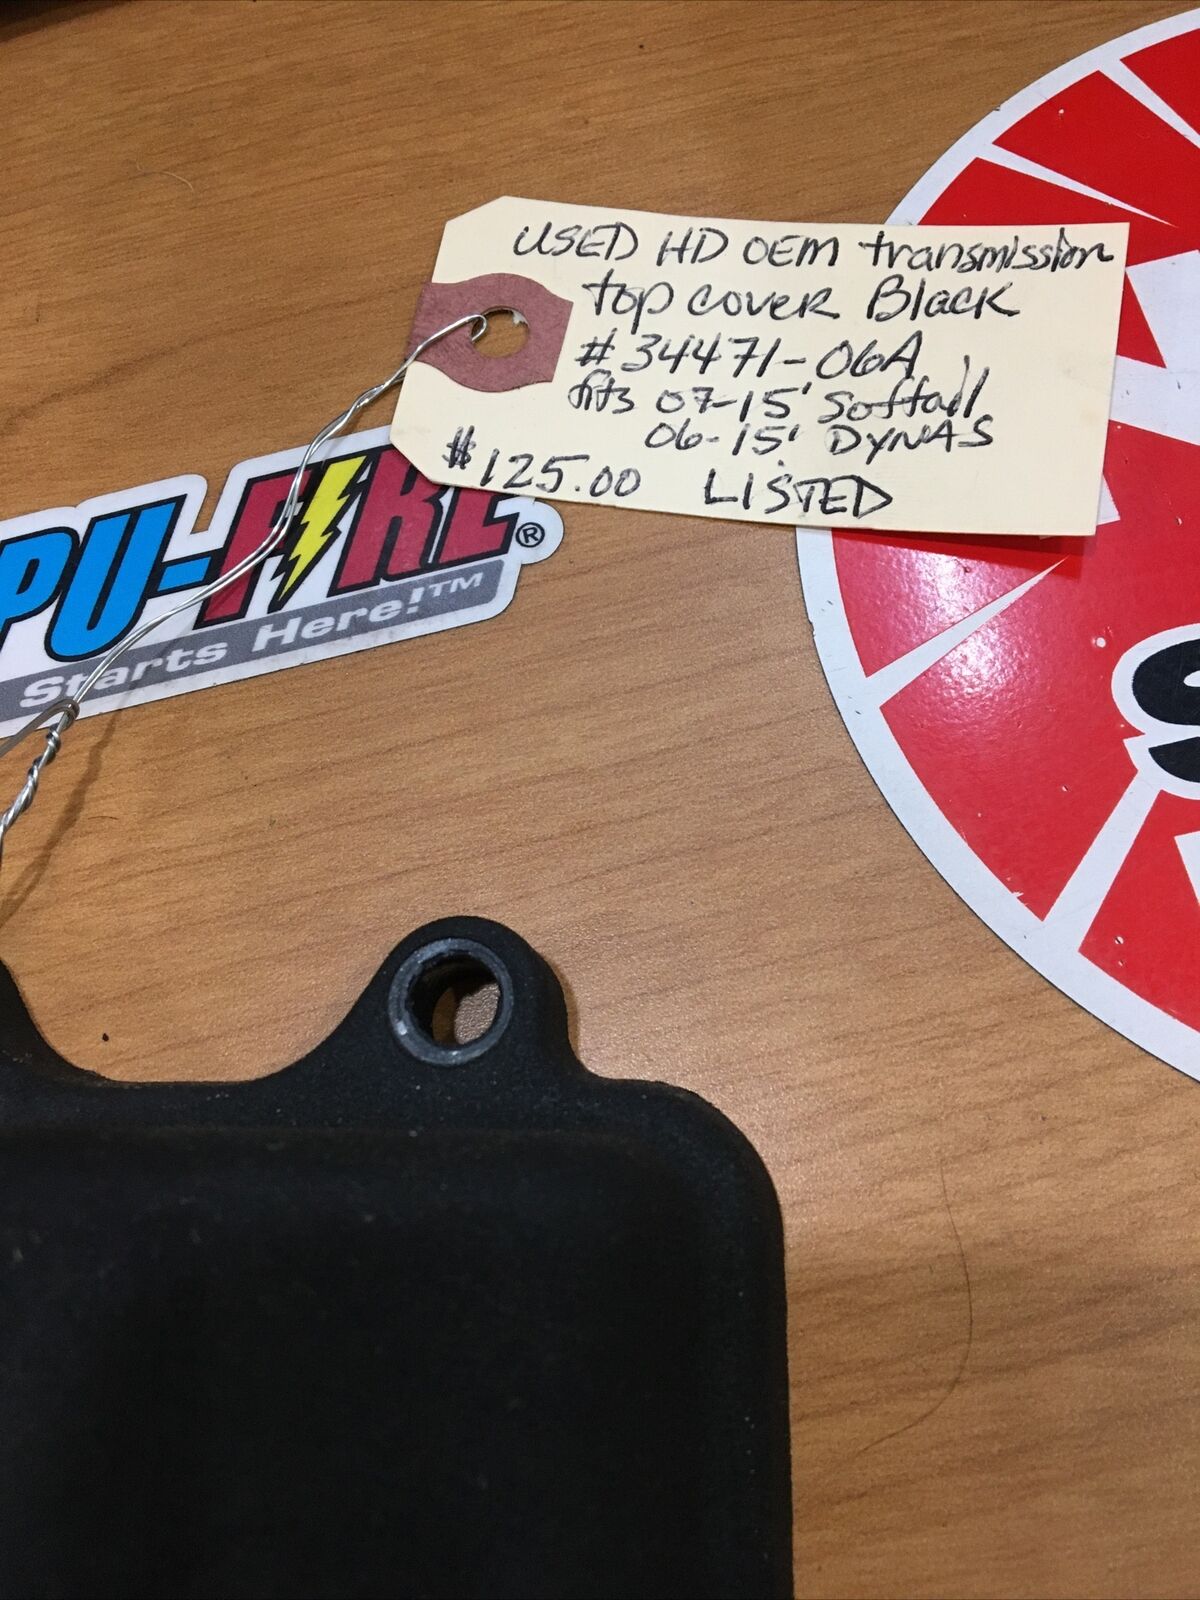 USED HD OEM transmission
top cover Black
#34471-06A
fits 07-15' Softail
06-15' DYNAS
$125.00 LISTED
PU-FIRE®
Starts Here!™
S